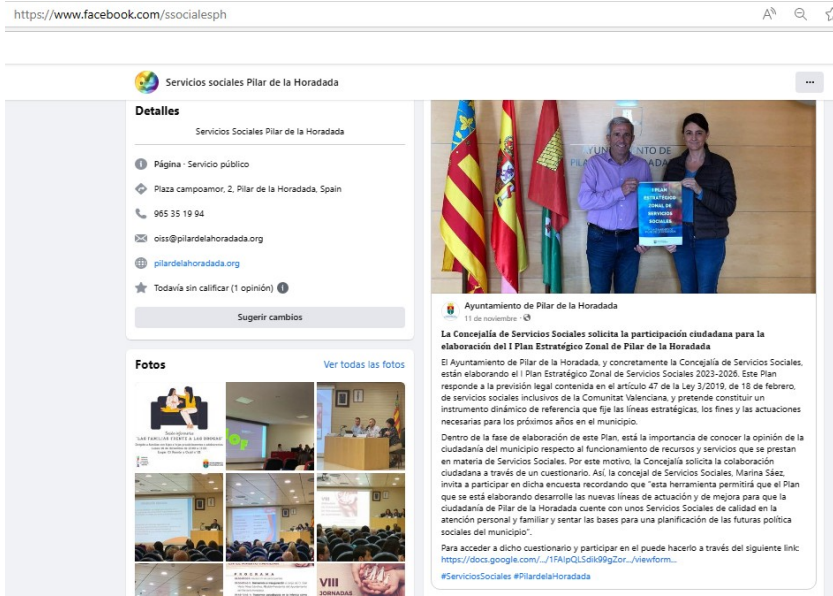 https://www.facebook.com/ssocialesph
Servicios sociales Pilar de la Horadada
Detalles
Servicios Sociales Pilar de la Horadada
Página · Servicio público
Plaza campoamor, 2, Pilar de la Horadada, Spain
965 35 19 94
oiss@pilardelahoradada.org
pilardelahoradada.org
Todavía sin calificar (1 opinión)
Sugerir cambios
Fotos
Ver todas las fotos
"LAS FAMILIAS FRENTE A LAS DROGAS"
PROGRAMA
VIII
JORNADAS
I PLAN
ESTRATÉGICO
ZONAL DE
SERVICIOS
SOCIALES
Ayuntamiento de Pilar de la Horadada
11 de noviembre ·
La Concejalía de Servicios Sociales solicita la participación ciudadana para la
elaboración del I Plan Estratégico Zonal de Pilar de la Horadada
El Ayuntamiento de Pilar de la Horadada, y concretamente la Concejalía de Servicios Sociales,
están elaborando el I Plan Estratégico Zonal de Servicios Sociales 2023-2026. Este Plan
responde a la previsión legal contenida en el artículo 47 de la Ley 3/2019, de 18 de febrero,
de servicios sociales inclusivos de la Comunitat Valenciana, y pretende constituir un
instrumento dinámico de referencia que fije las líneas estratégicas, los fines y las actuaciones
necesarias para los próximos años en el municipio.
Dentro de la fase de elaboración de este Plan, está la importancia de conocer la opinión de la
ciudadanía del municipio respecto al funcionamiento de recursos y servicios que se prestan
en materia de Servicios Sociales. Por este motivo, la Concejalía solicita la colaboración
ciudadana a través de un cuestionario. Así, la concejal de Servicios Sociales, Marina Sáez,
invita a participar en dicha encuesta recordando que "esta herramienta permitirá que el Plan
que se está elaborando desarrolle las nuevas líneas de actuación y de mejora para que la
ciudadanía de Pilar de la Horadada cuente con unos Servicios Sociales de calidad en la
atención personal y familiar y sentar las bases para una planificación de las futuras política
sociales del municipio".
Para acceder a dicho cuestionario y participar en el puede hacerlo a través del siguiente link:
https://docs.google.com/.../1FAIpQLSdik99gZor.../viewform...
#ServiciosSociales #PilardelaHoradada